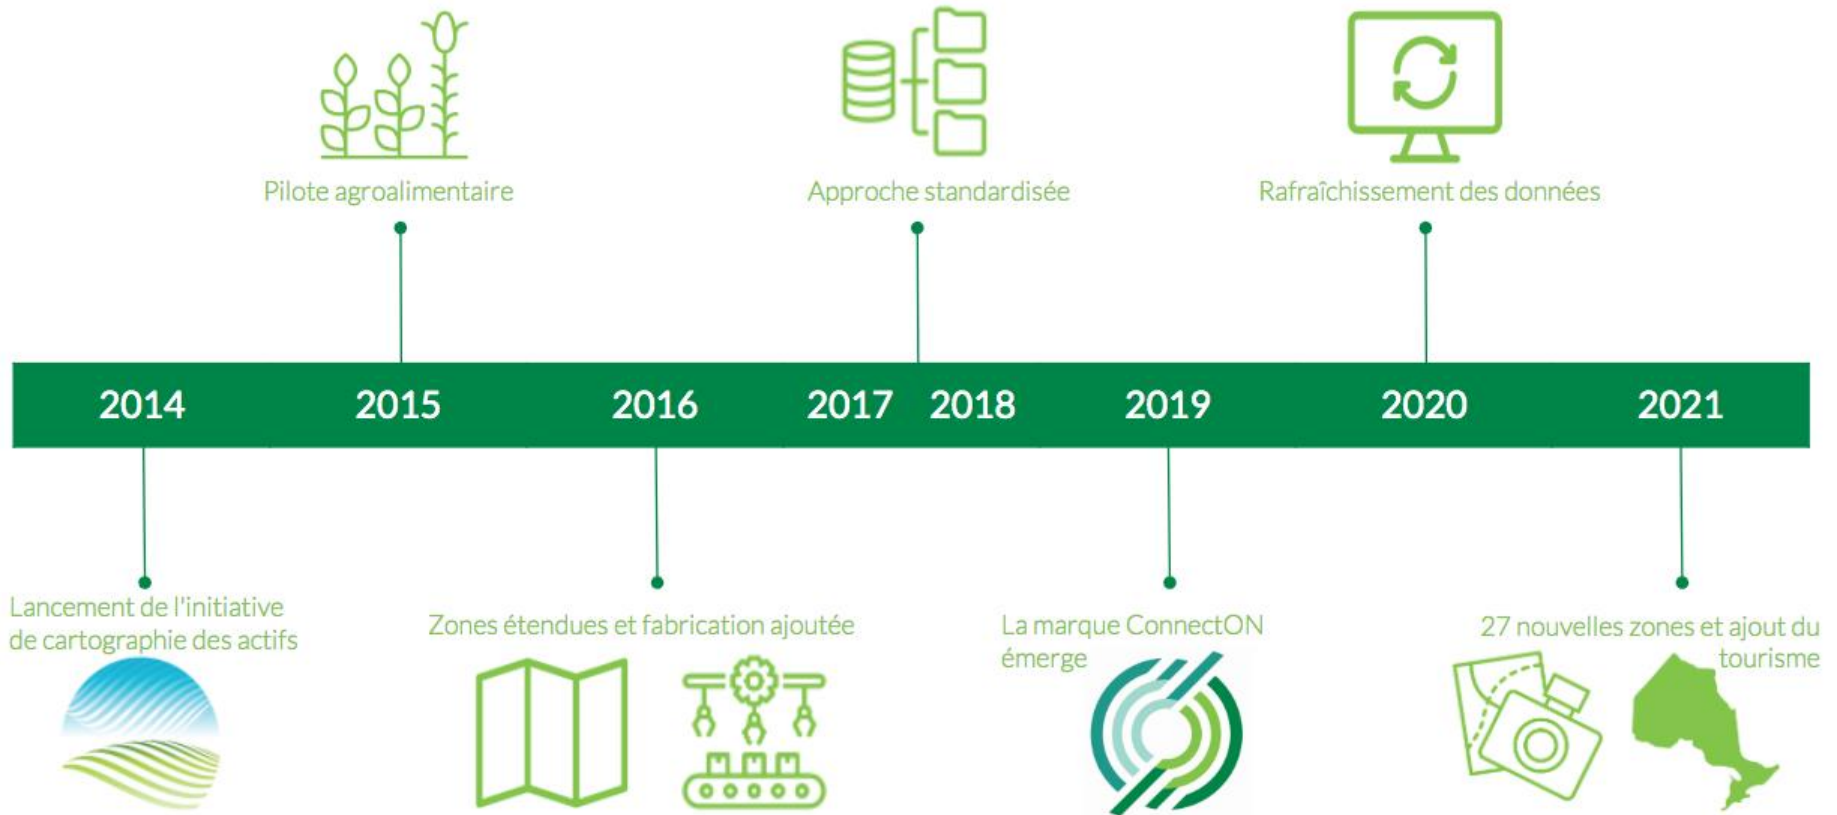 Pilote agroalimentaire
Approche standardisée
Rafraîchissement des données
2014 2015 2016 2017 2018 2019 2020 2021
Lancement de l'initiative
de cartographie des actifs
Zones étendues et fabrication ajoutée
La marque ConnectON
émerge
27 nouvelles zones et ajout du
tourisme